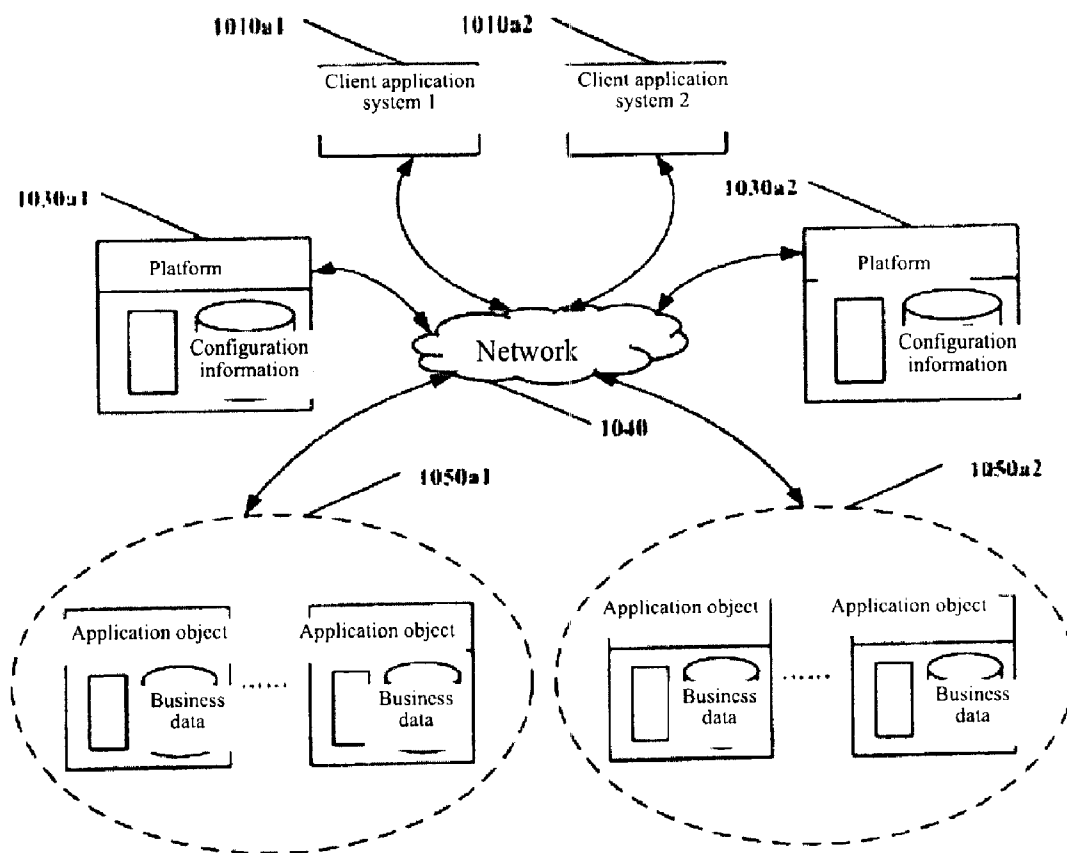 1010a1
1010a2
Client application
system 1
Client application
system 2
1030a1
1030a2
Platform
Platform
Configuration
information
Network
Configuration
information
1040
1050a1
1050a2
Application object
Application object
Application object
Application object
Business
data
......
Business
data
Business
data
......
Business
data